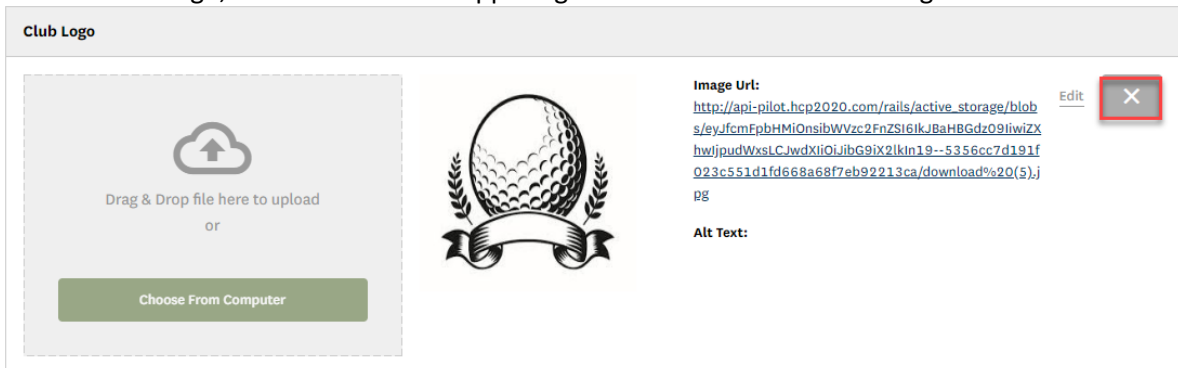 Club Logo
Drag & Drop file here to upload
or
Choose From Computer
Image Url:
http://api-pilot.hcp2020.com/rails/active_storage/blob
s/eyJfcmFpbHMiOnsibWVzc2FnZSI6IkJBaHBGdz09IiwiZX
hwIjpudWxsLCJwdXIiOiJibG9iX2lkIn19--5356cc7d191f
023c551d1fd668a68f7eb92213ca/download%20(5).j
pg
Alt Text:
Edit